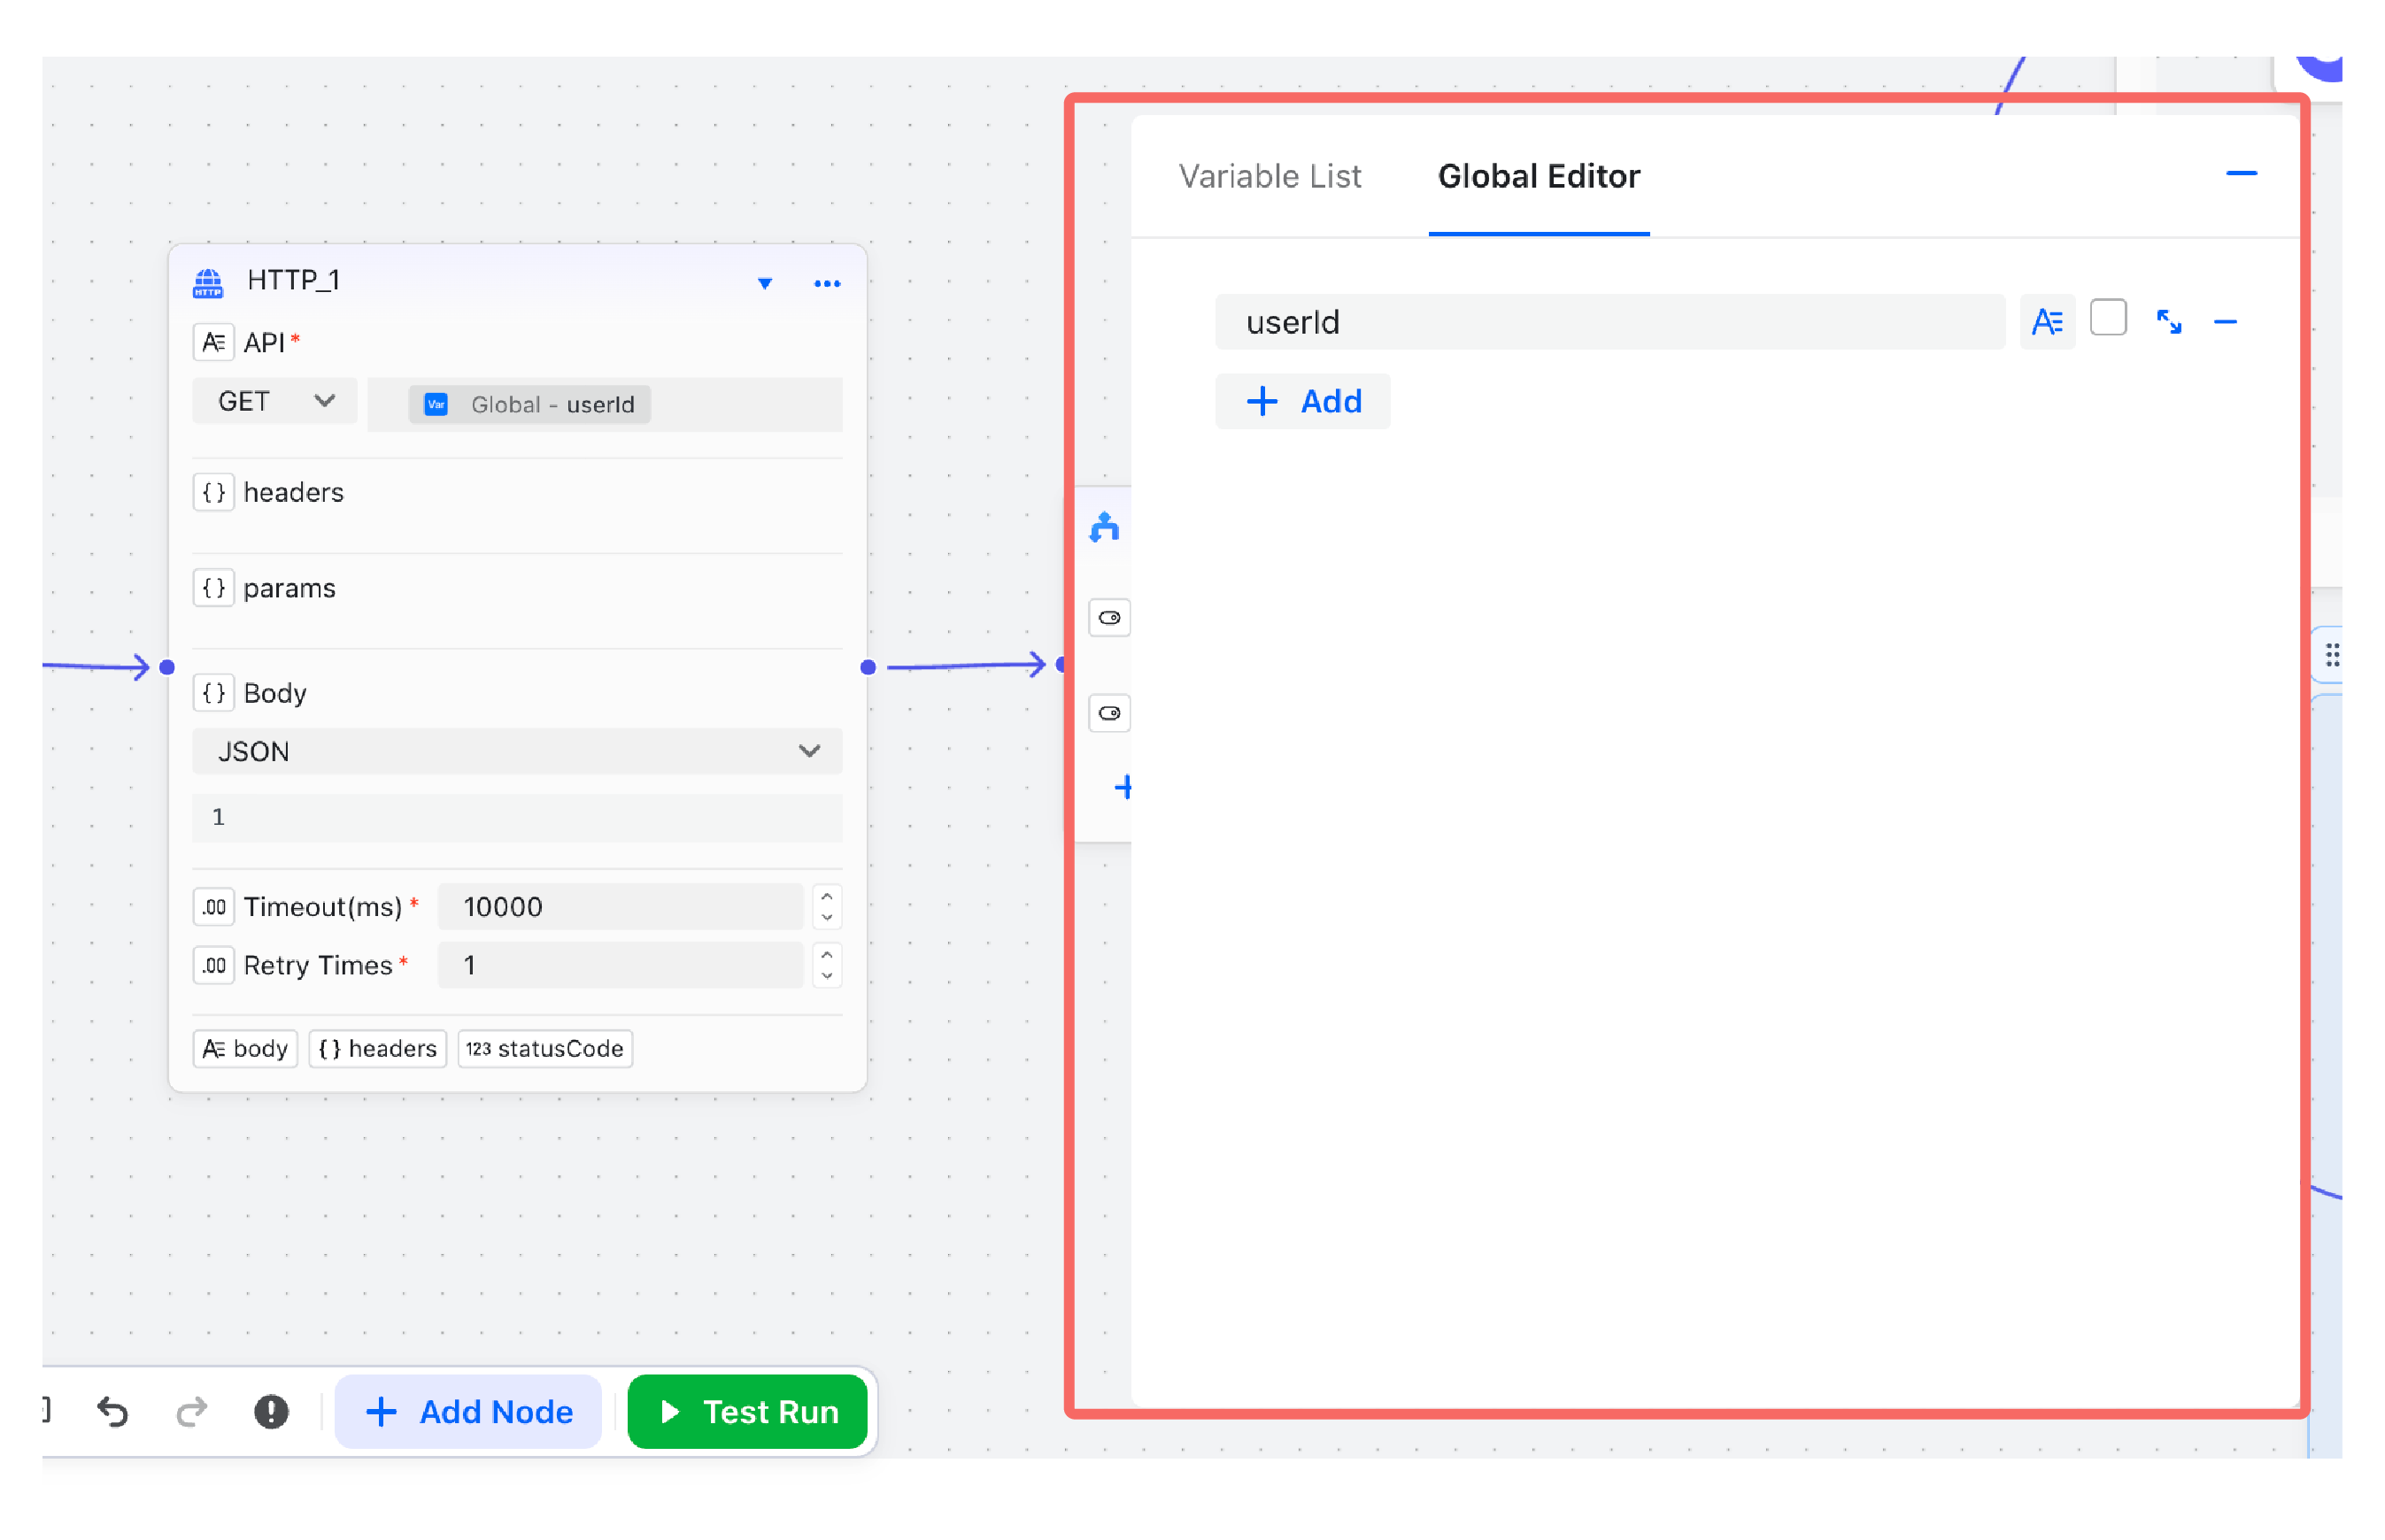 HTTP_1
HTTP
API *
GET
Var Global - userId
{ } headers
{ } params
{ } Body
JSON
1
.00 Timeout(ms) * 10000
.00 Retry Times * 1
body { } headers 123 statusCode
Add Node
Test Run
Variable List Global Editor
userId
+ Add